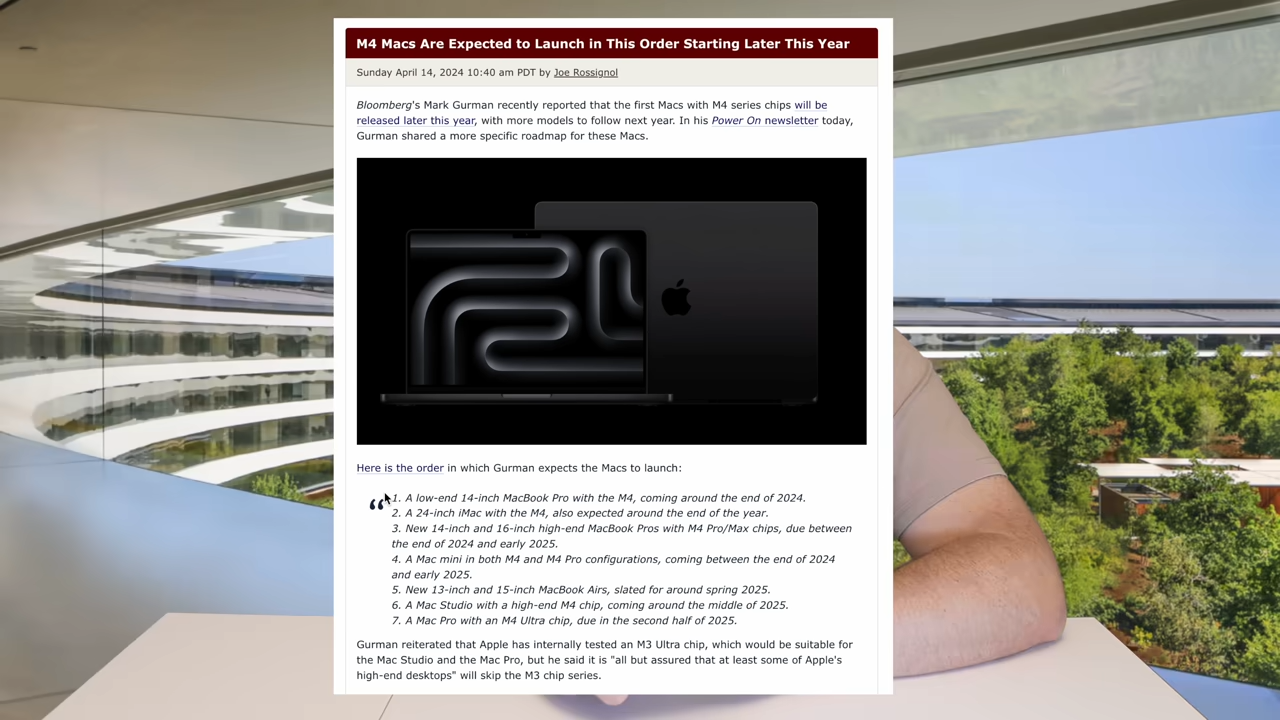 M4 Macs Are Expected to Launch in This Order Starting Later This Year
Sunday April 14, 2024 10:40 am PDT by Joe Rossignol
Bloomberg's Mark Gurman recently reported that the first Macs with M4 series chips will be
released later this year, with more models to follow next year. In his Power On newsletter today,
Gurman shared a more specific roadmap for these Macs.
Here is the order in which Gurman expects the Macs to launch:
“
1. A low-end 14-inch MacBook Pro with the M4, coming around the end of 2024.
2. A 24-inch iMac with the M4, also expected around the end of the year.
3. New 14-inch and 16-inch high-end MacBook Pros with M4 Pro/Max chips, due between
the end of 2024 and early 2025.
4. A Mac mini in both M4 and M4 Pro configurations, coming between the end of 2024
and early 2025.
5. New 13-inch and 15-inch MacBook Airs, slated for around spring 2025.
6. A Mac Studio with a high-end M4 chip, coming around the middle of 2025.
7. A Mac Pro with an M4 Ultra chip, due in the second half of 2025.
Gurman reiterated that Apple has internally tested an M3 Ultra chip, which would be suitable for
the Mac Studio and the Mac Pro, but he said it is "all but assured that at least some of Apple's
high-end desktops" will skip the M3 chip series.